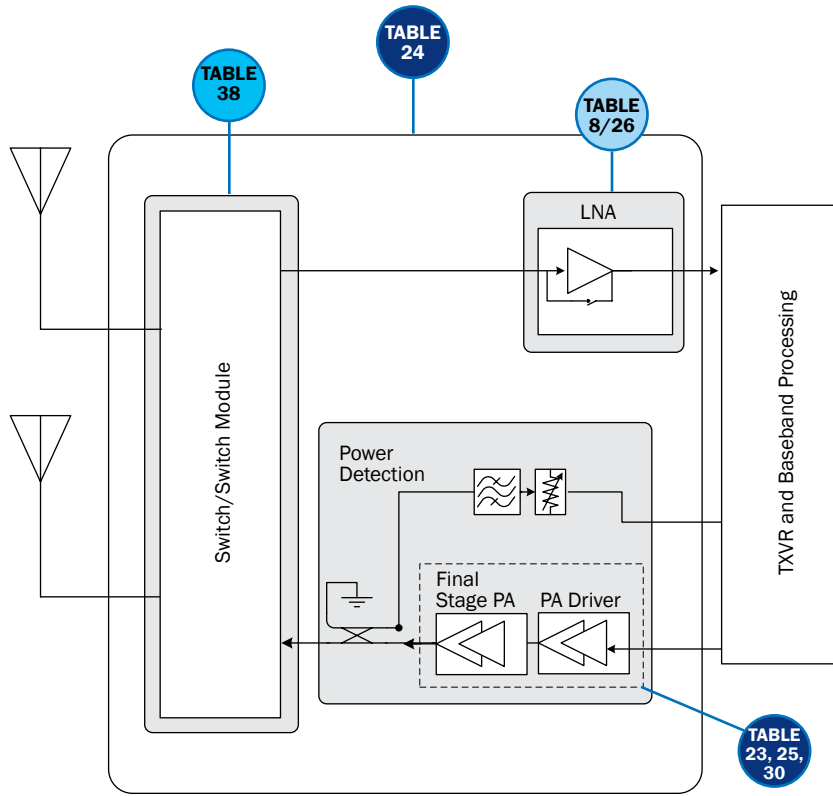 TABLE
24
TABLE
38
TABLE
8/26
LNA
Switch/Switch Module
TXVR and Baseband Processing
Power
Detection
Final
Stage PA
PA Driver
TABLE
23, 25,
30